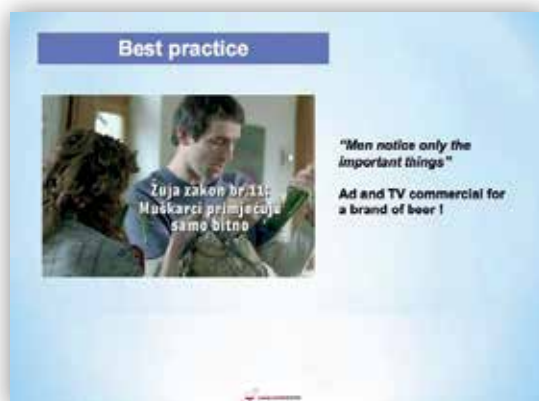 Best practice
Žuja zakon br.11:
Muškarci primjećuju
samo bitno
"Men notice only the
important things"
Ad and TV commercial for
a brand of beer !